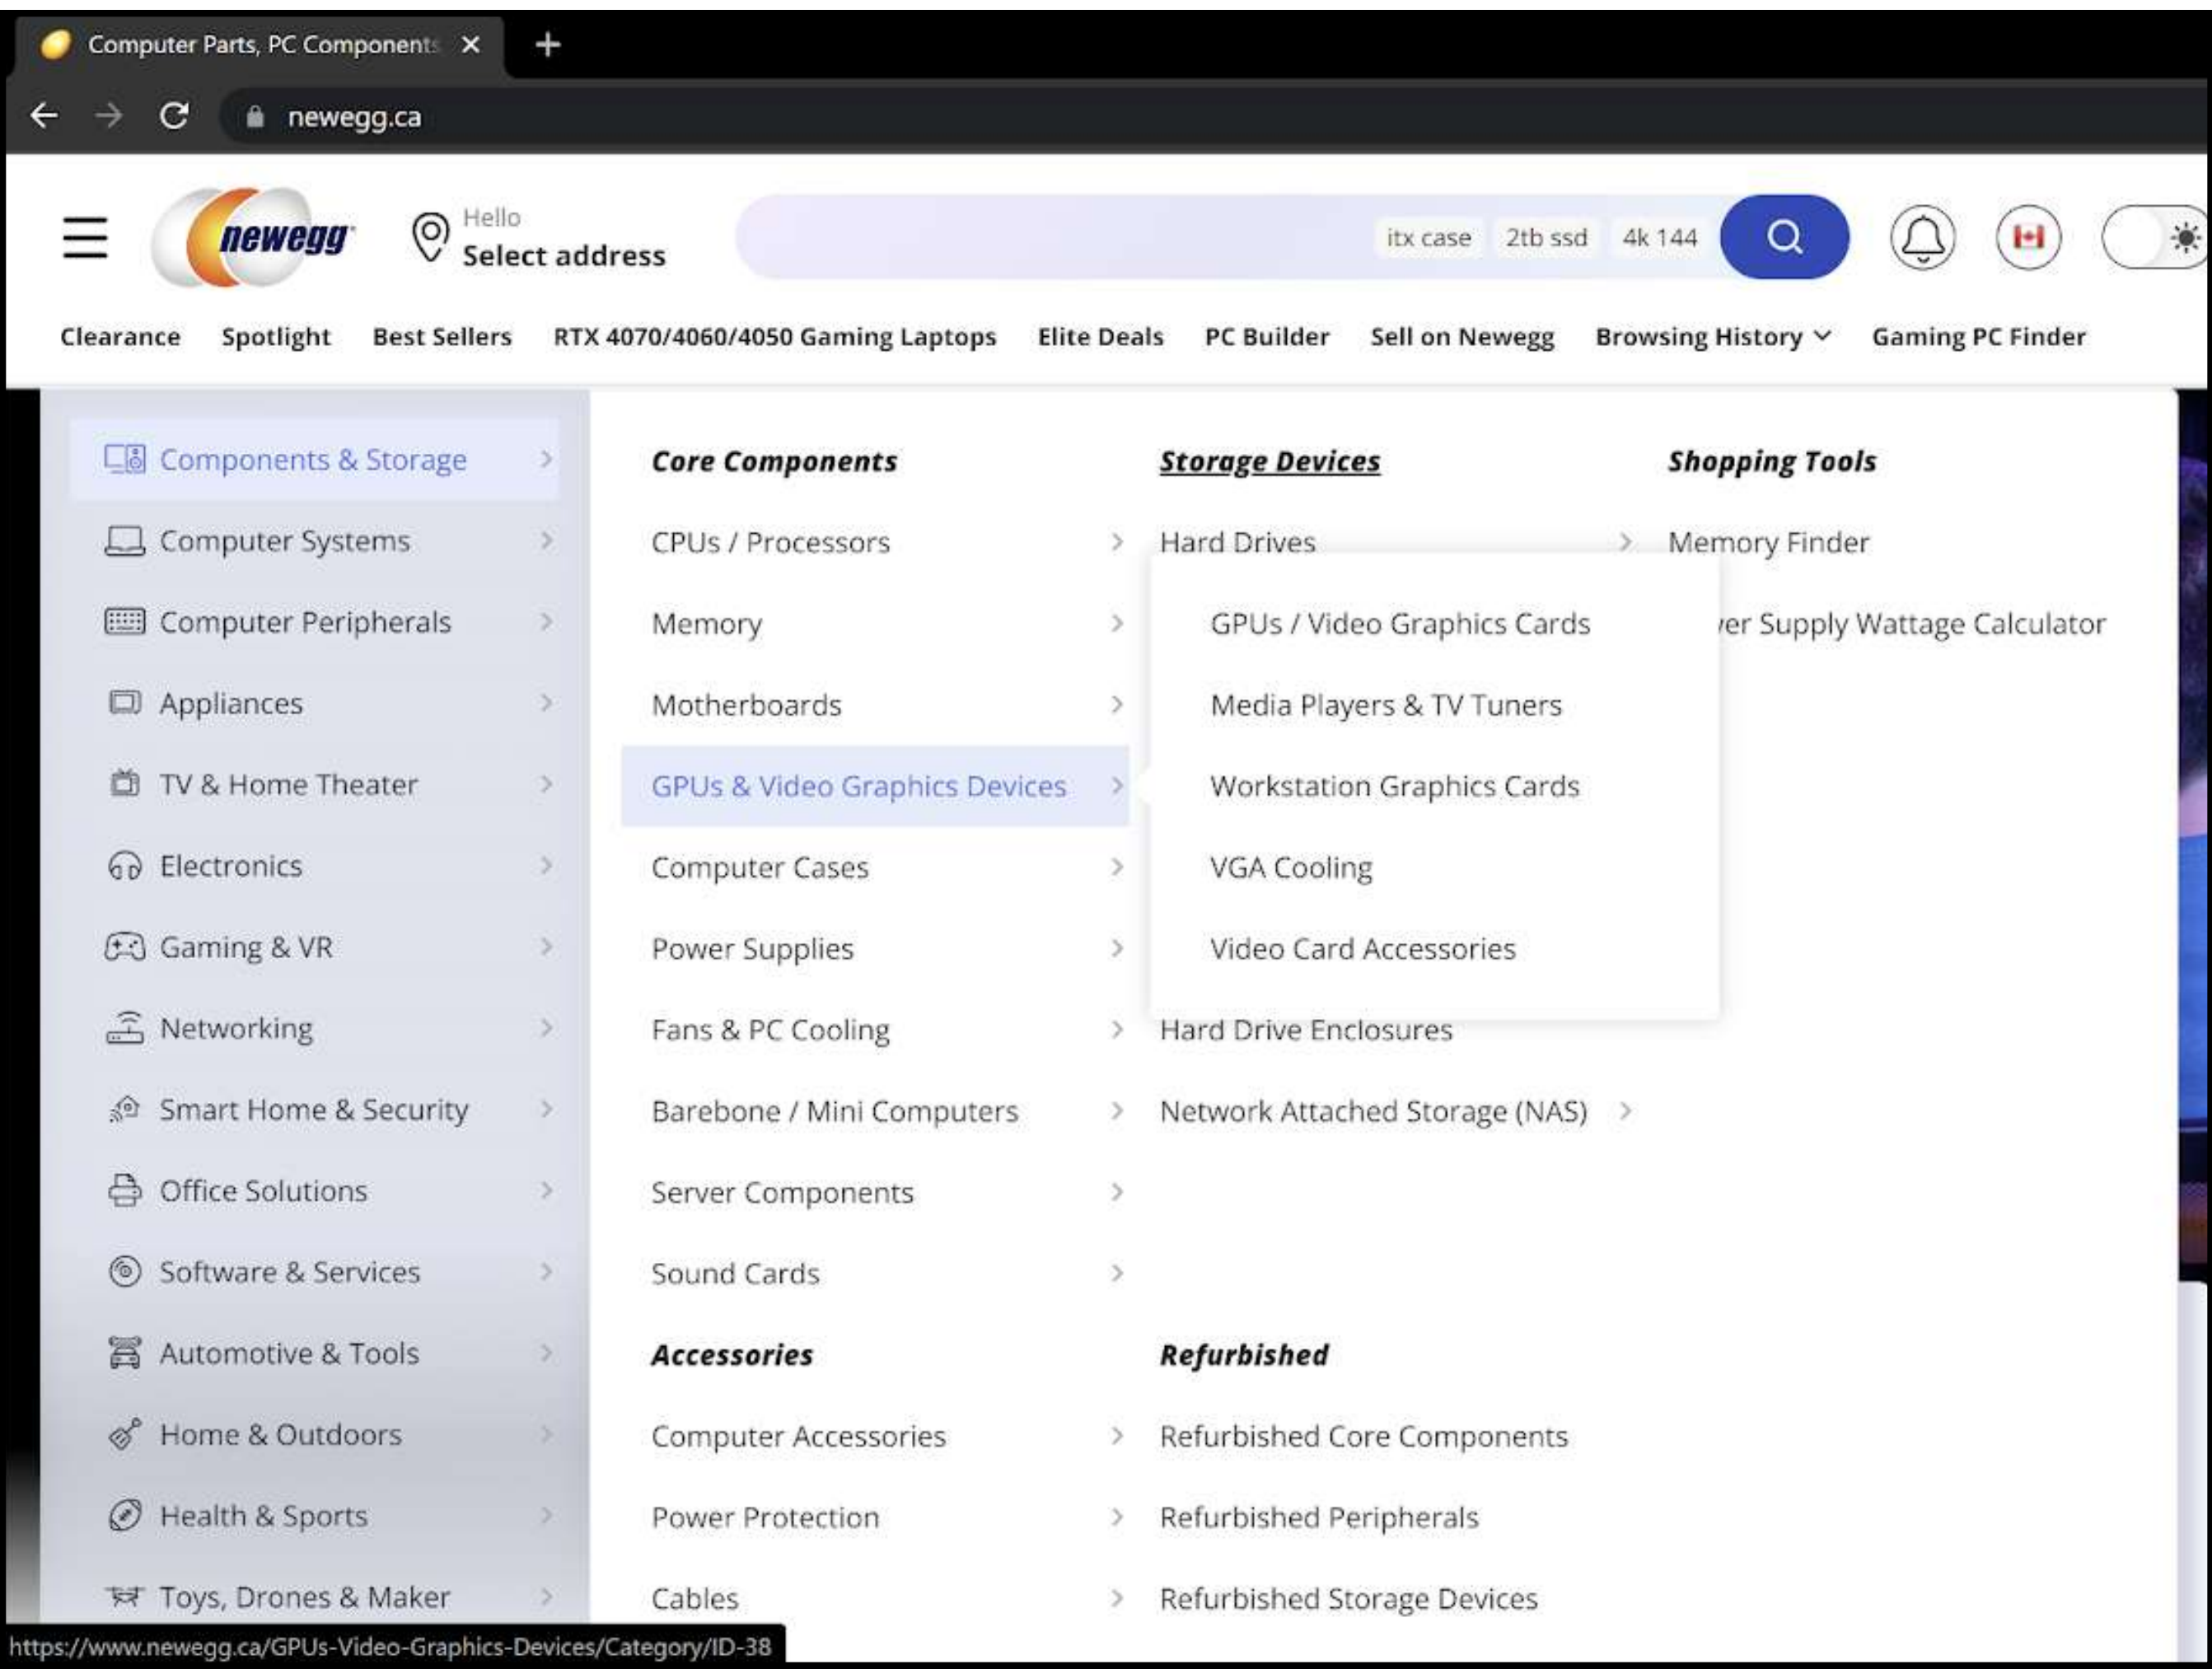 Computer Parts, PC Components
newegg.ca
newegg
Hello
Select address
itx case 2tb ssd 4k 144
Clearance Spotlight Best Sellers RTX 4070/4060/4050 Gaming Laptops Elite Deals PC Builder Sell on Newegg Browsing History Gaming PC Finder
Components & Storage
Computer Systems
Computer Peripherals
Appliances
TV & Home Theater
Electronics
Gaming & VR
Networking
Smart Home & Security
Office Solutions
Software & Services
Automotive & Tools
Home & Outdoors
Health & Sports
Toys, Drones & Maker
Core Components
CPUs / Processors
Memory
Motherboards
GPUs & Video Graphics Devices
Computer Cases
Power Supplies
Fans & PC Cooling
Barebone / Mini Computers
Server Components
Sound Cards
Accessories
Computer Accessories
Power Protection
Cables
Storage Devices
Hard Drives
GPUs / Video Graphics Cards
Media Players & TV Tuners
Workstation Graphics Cards
VGA Cooling
Video Card Accessories
Hard Drive Enclosures
Network Attached Storage (NAS)
Refurbished
Refurbished Core Components
Refurbished Peripherals
Refurbished Storage Devices
Shopping Tools
Memory Finder
er Supply Wattage Calculator
https://www.newegg.ca/GPUs-Video-Graphics-Devices/Category/ID-38